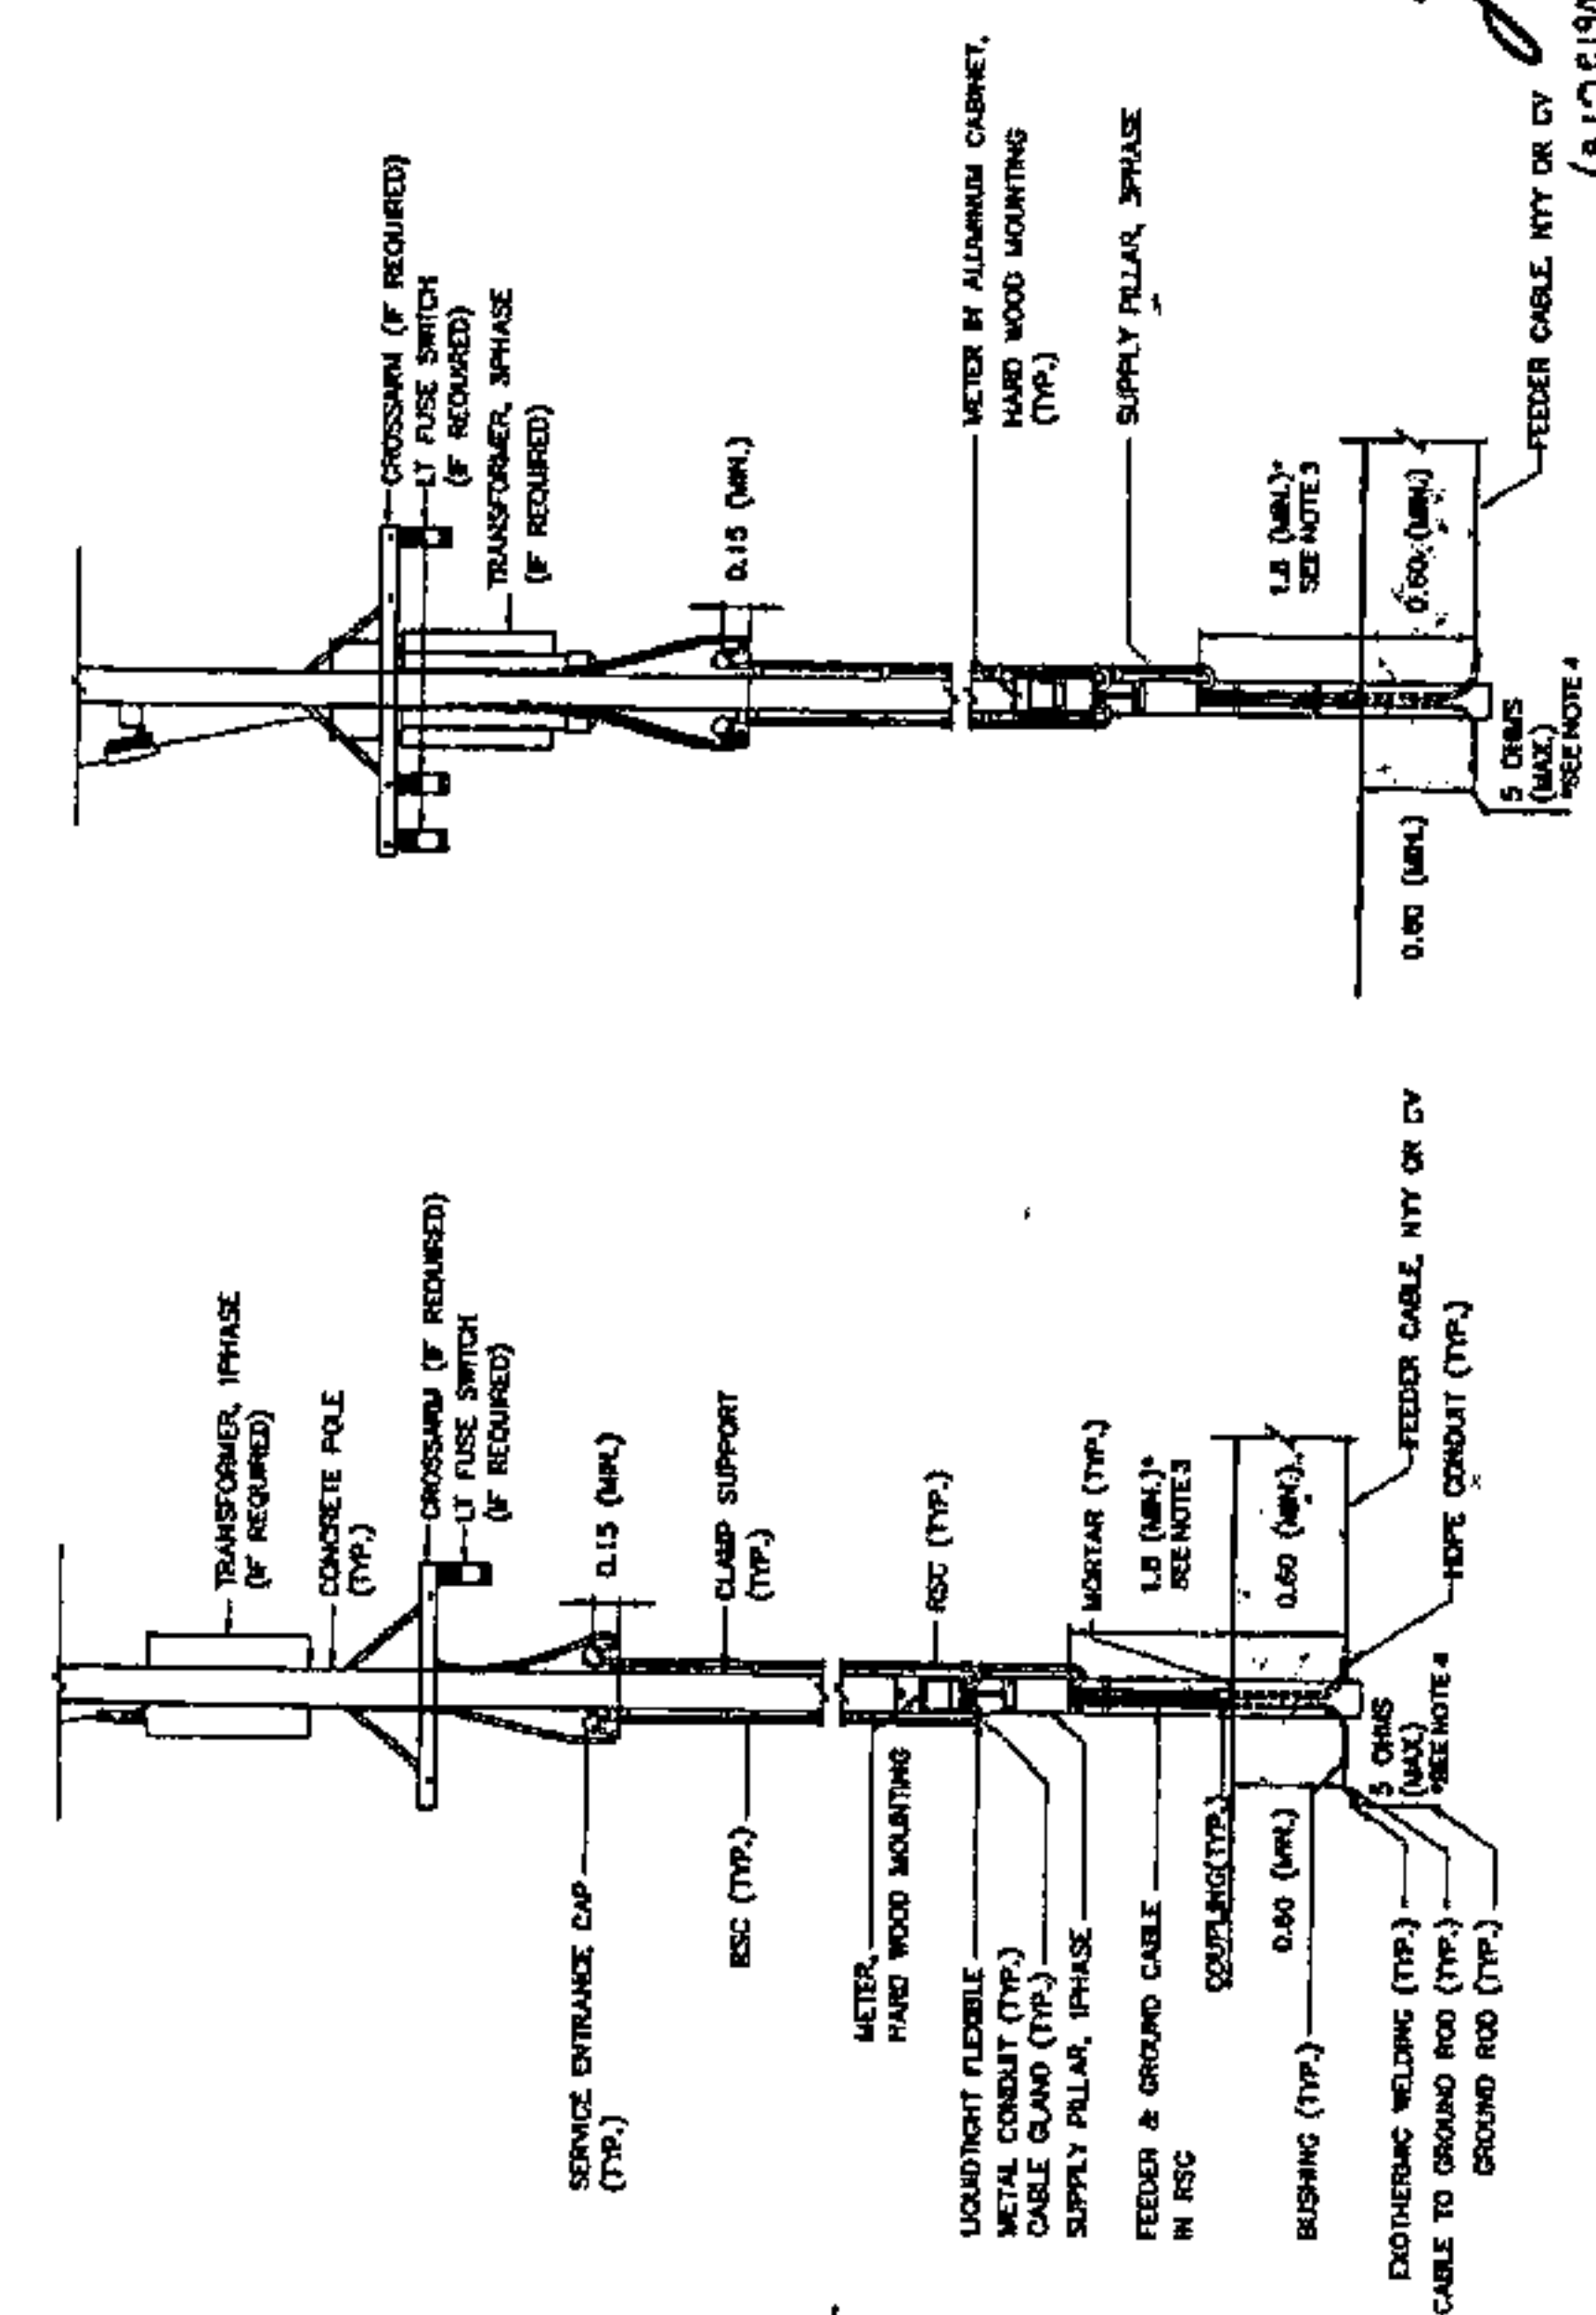 TRANSFORMER, 1PHASE
(IF REQUIRED)
CONCRETE POLE
(TYP.)
CROSSARM (IF REQUIRED)
LT FUSE SWITCH
(IF REQUIRED)
0.15 (MIN.)
SERVICE ENTRANCE CAP
(TYP.)
CLAMP SUPPORT
(TYP.)
RSC (TYP.)
METER,
HARD WOOD MOUNTING
RSC (TYP.)
LIQUIDTIGHT FLEXIBLE
METAL CONDUIT (TYP.)
CABLE GLAND (TYP.)
SUPPLY PILLAR, 1PHASE
MORTAR (TYP.)
FEEDER & GROUND CABLE
IN RSC
1.8 (MIN.)*
SEE NOTE 3
COUPLING(TYP.)
0.60 (MIN.)
0.60 (MIN.)
BUSHING (TYP.)
FEEDER CABLE, NYY OR CV
HDPE CONDUIT (TYP.)
5 OHMS
(MAX.)
*SEE NOTE 4
EXOTHERMIC WELDING (TYP.)
CABLE TO GROUND ROD (TYP.)
GROUND ROD (TYP.)
CROSSARM (IF REQUIRED)
LT FUSE SWITCH
(IF REQUIRED)
TRANSFORMER, 3PHASE
(IF REQUIRED)
0.15 (MIN.)
METER IN ALUMINUM CABINET,
HARD WOOD MOUNTING
(TYP.)
SUPPLY PILLAR, 3PHASE
1.8 (MIN.)*
SEE NOTE 3
0.60 (MIN.)
0.60 (MIN.)
5 OHMS
(MAX.)
*SEE NOTE 4
FEEDER CABLE, NYY OR CV